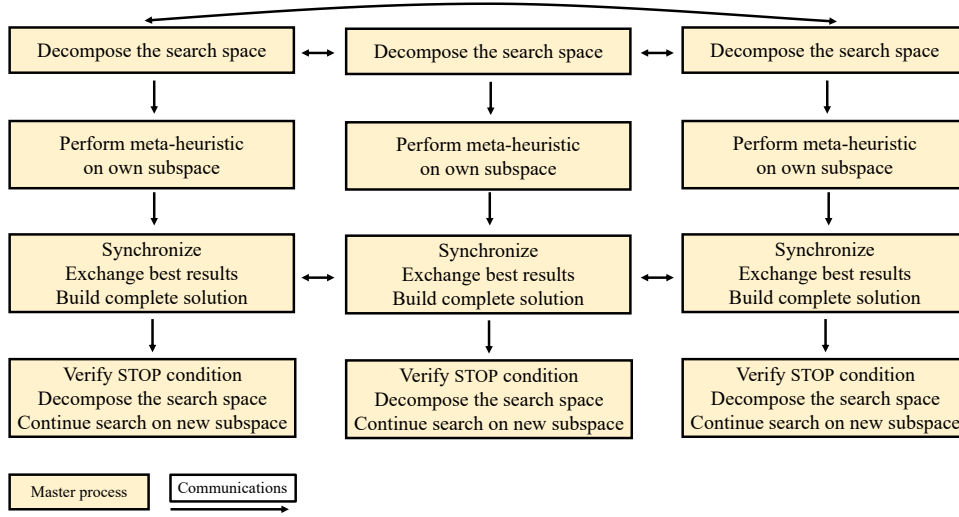 Decompose the search space
Decompose the search space
Decompose the search space
Perform meta-heuristic
on own subspace
Perform meta-heuristic
on own subspace
Perform meta-heuristic
on own subspace
Synchronize
Exchange best results
Build complete solution
Synchronize
Exchange best results
Build complete solution
Synchronize
Exchange best results
Build complete solution
Verify STOP condition
Decompose the search space
Continue search on new subspace
Verify STOP condition
Decompose the search space
Continue search on new subspace
Verify STOP condition
Decompose the search space
Continue search on new subspace
Master process
Communications